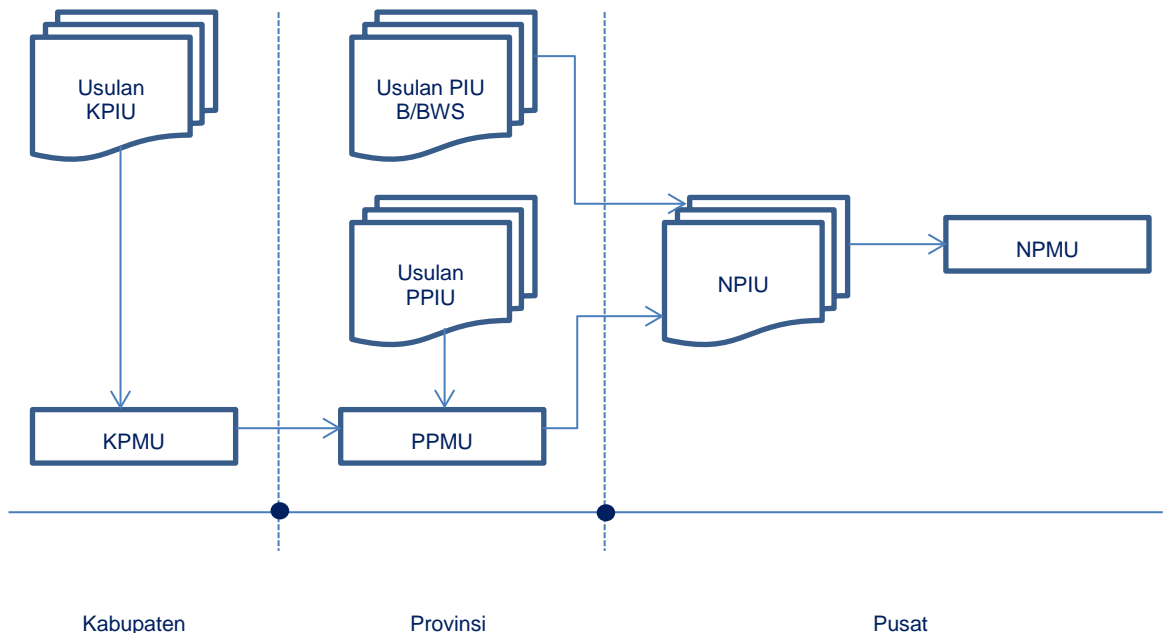 Usulan
KPIU
Usulan PIU
B/BWS
Usulan
PPIU
NPIU
NPMU
KPMU
PPMU
Kabupaten
Provinsi
Pusat